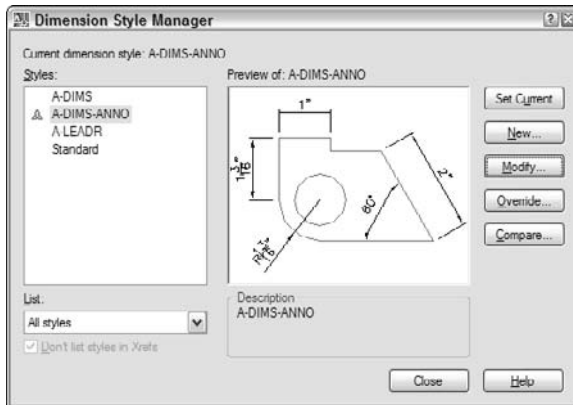 Dimension Style Manager
Current dimension style: A-DIMS-ANNO
Styles:
A-DIMS
A-DIMS-ANNO
A-LEADR
Standard
Preview of: A-DIMS-ANNO
1"
2"
60°
Set Current
New...
Modify...
Override...
Compare...
List:
All styles
Don't list styles in Xrefs
Description
A-DIMS-ANNO
Close
Help